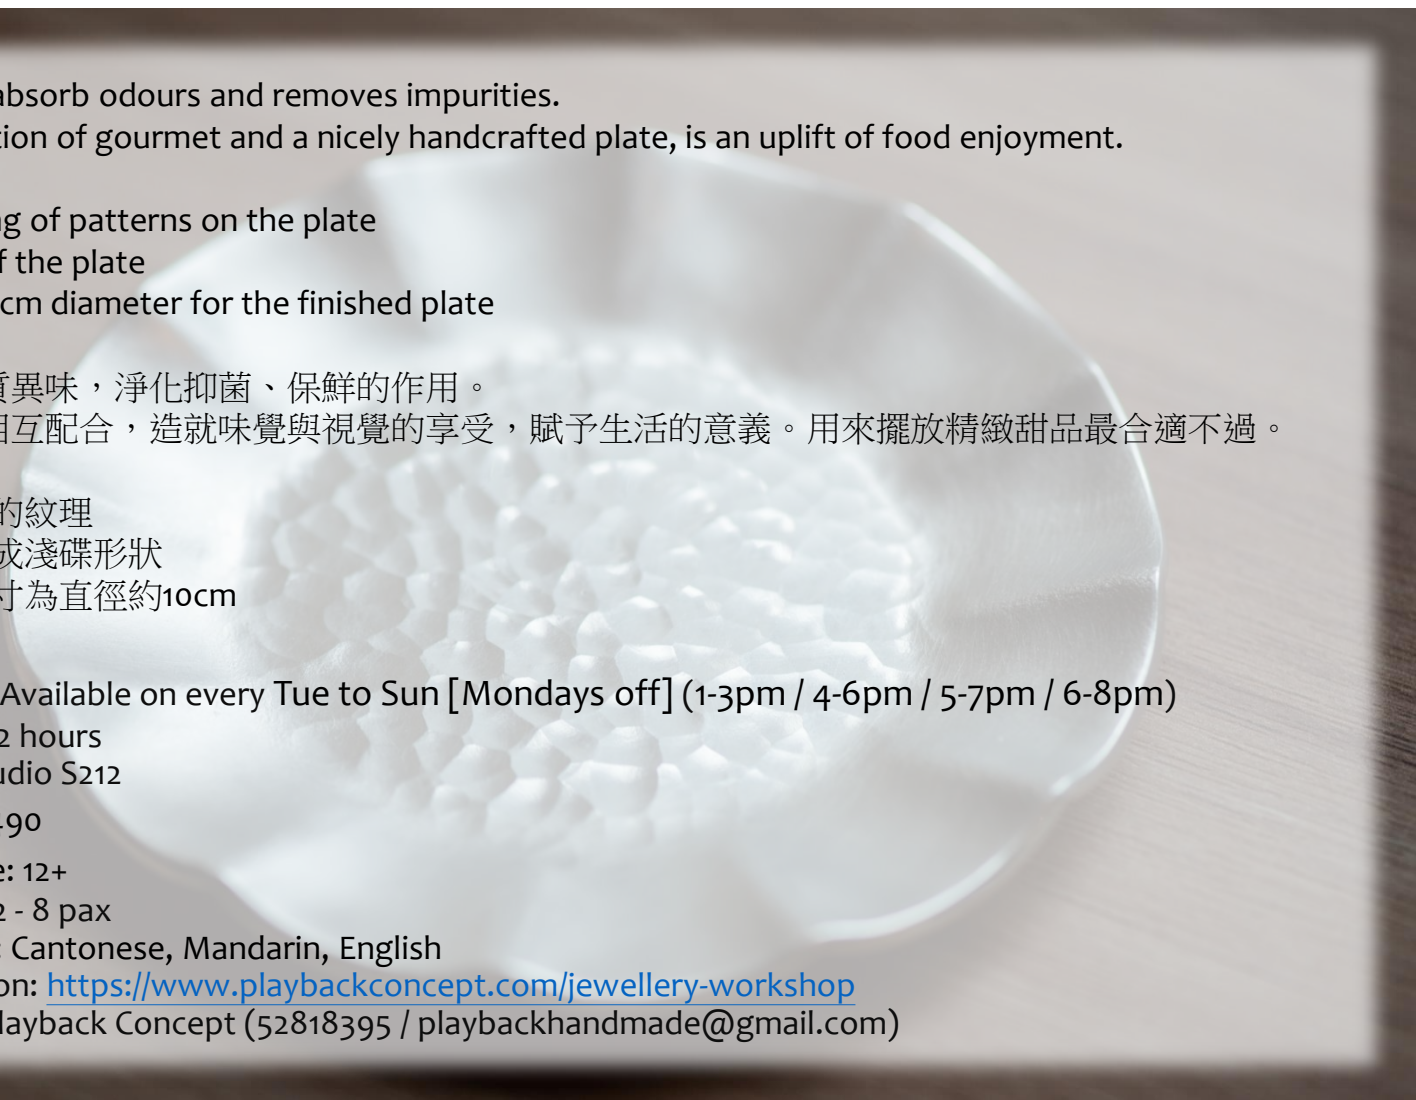 absorb odours and removes impurities.
tion of gourmet and a nicely handcrafted plate, is an uplift of food enjoyment.
ng of patterns on the plate
f the plate
cm diameter for the finished plate
異味，淨化抑菌、保鮮的作用。
互配合，造就味覺與視覺的享受，賦予生活的意義。用來擺放精緻甜品最合適不過。
的紋理
成淺碟形狀
寸為直徑約10cm
Available on every Tue to Sun [Mondays off] (1-3pm / 4-6pm / 5-7pm / 6-8pm)
2 hours
udio S212
90
e: 12+
2 - 8 pax
: Cantonese, Mandarin, English
on: https://www.playbackconcept.com/jewellery-workshop
layback Concept (52818395 / playbackhandmade@gmail.com)